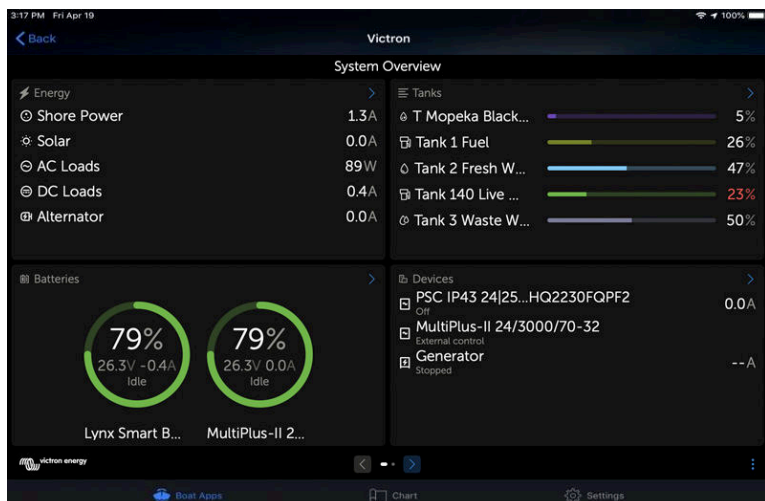 3:17 PM Fri Apr 19
100%
Back
Victron
System Overview
Energy
Shore Power 1.3A
Solar 0.0A
AC Loads 89W
DC Loads 0.4A
Alternator 0.0A
Tanks
T Mopeka Black... 5%
Tank 1 Fuel 26%
Tank 2 Fresh W... 47%
Tank 140 Live ... 23%
Tank 3 Waste W... 50%
Batteries
79%
26.3V -0.4A
Idle
Lynx Smart B...
79%
26.3V 0.0A
Idle
MultiPlus-II 2...
Devices
PSC IP43 24|25...HQ2230FQPF2 0.0A
Off
MultiPlus-II 24/3000/70-32
External control
Generator --A
Stopped
victron energy
Boat Apps
Chart
Settings